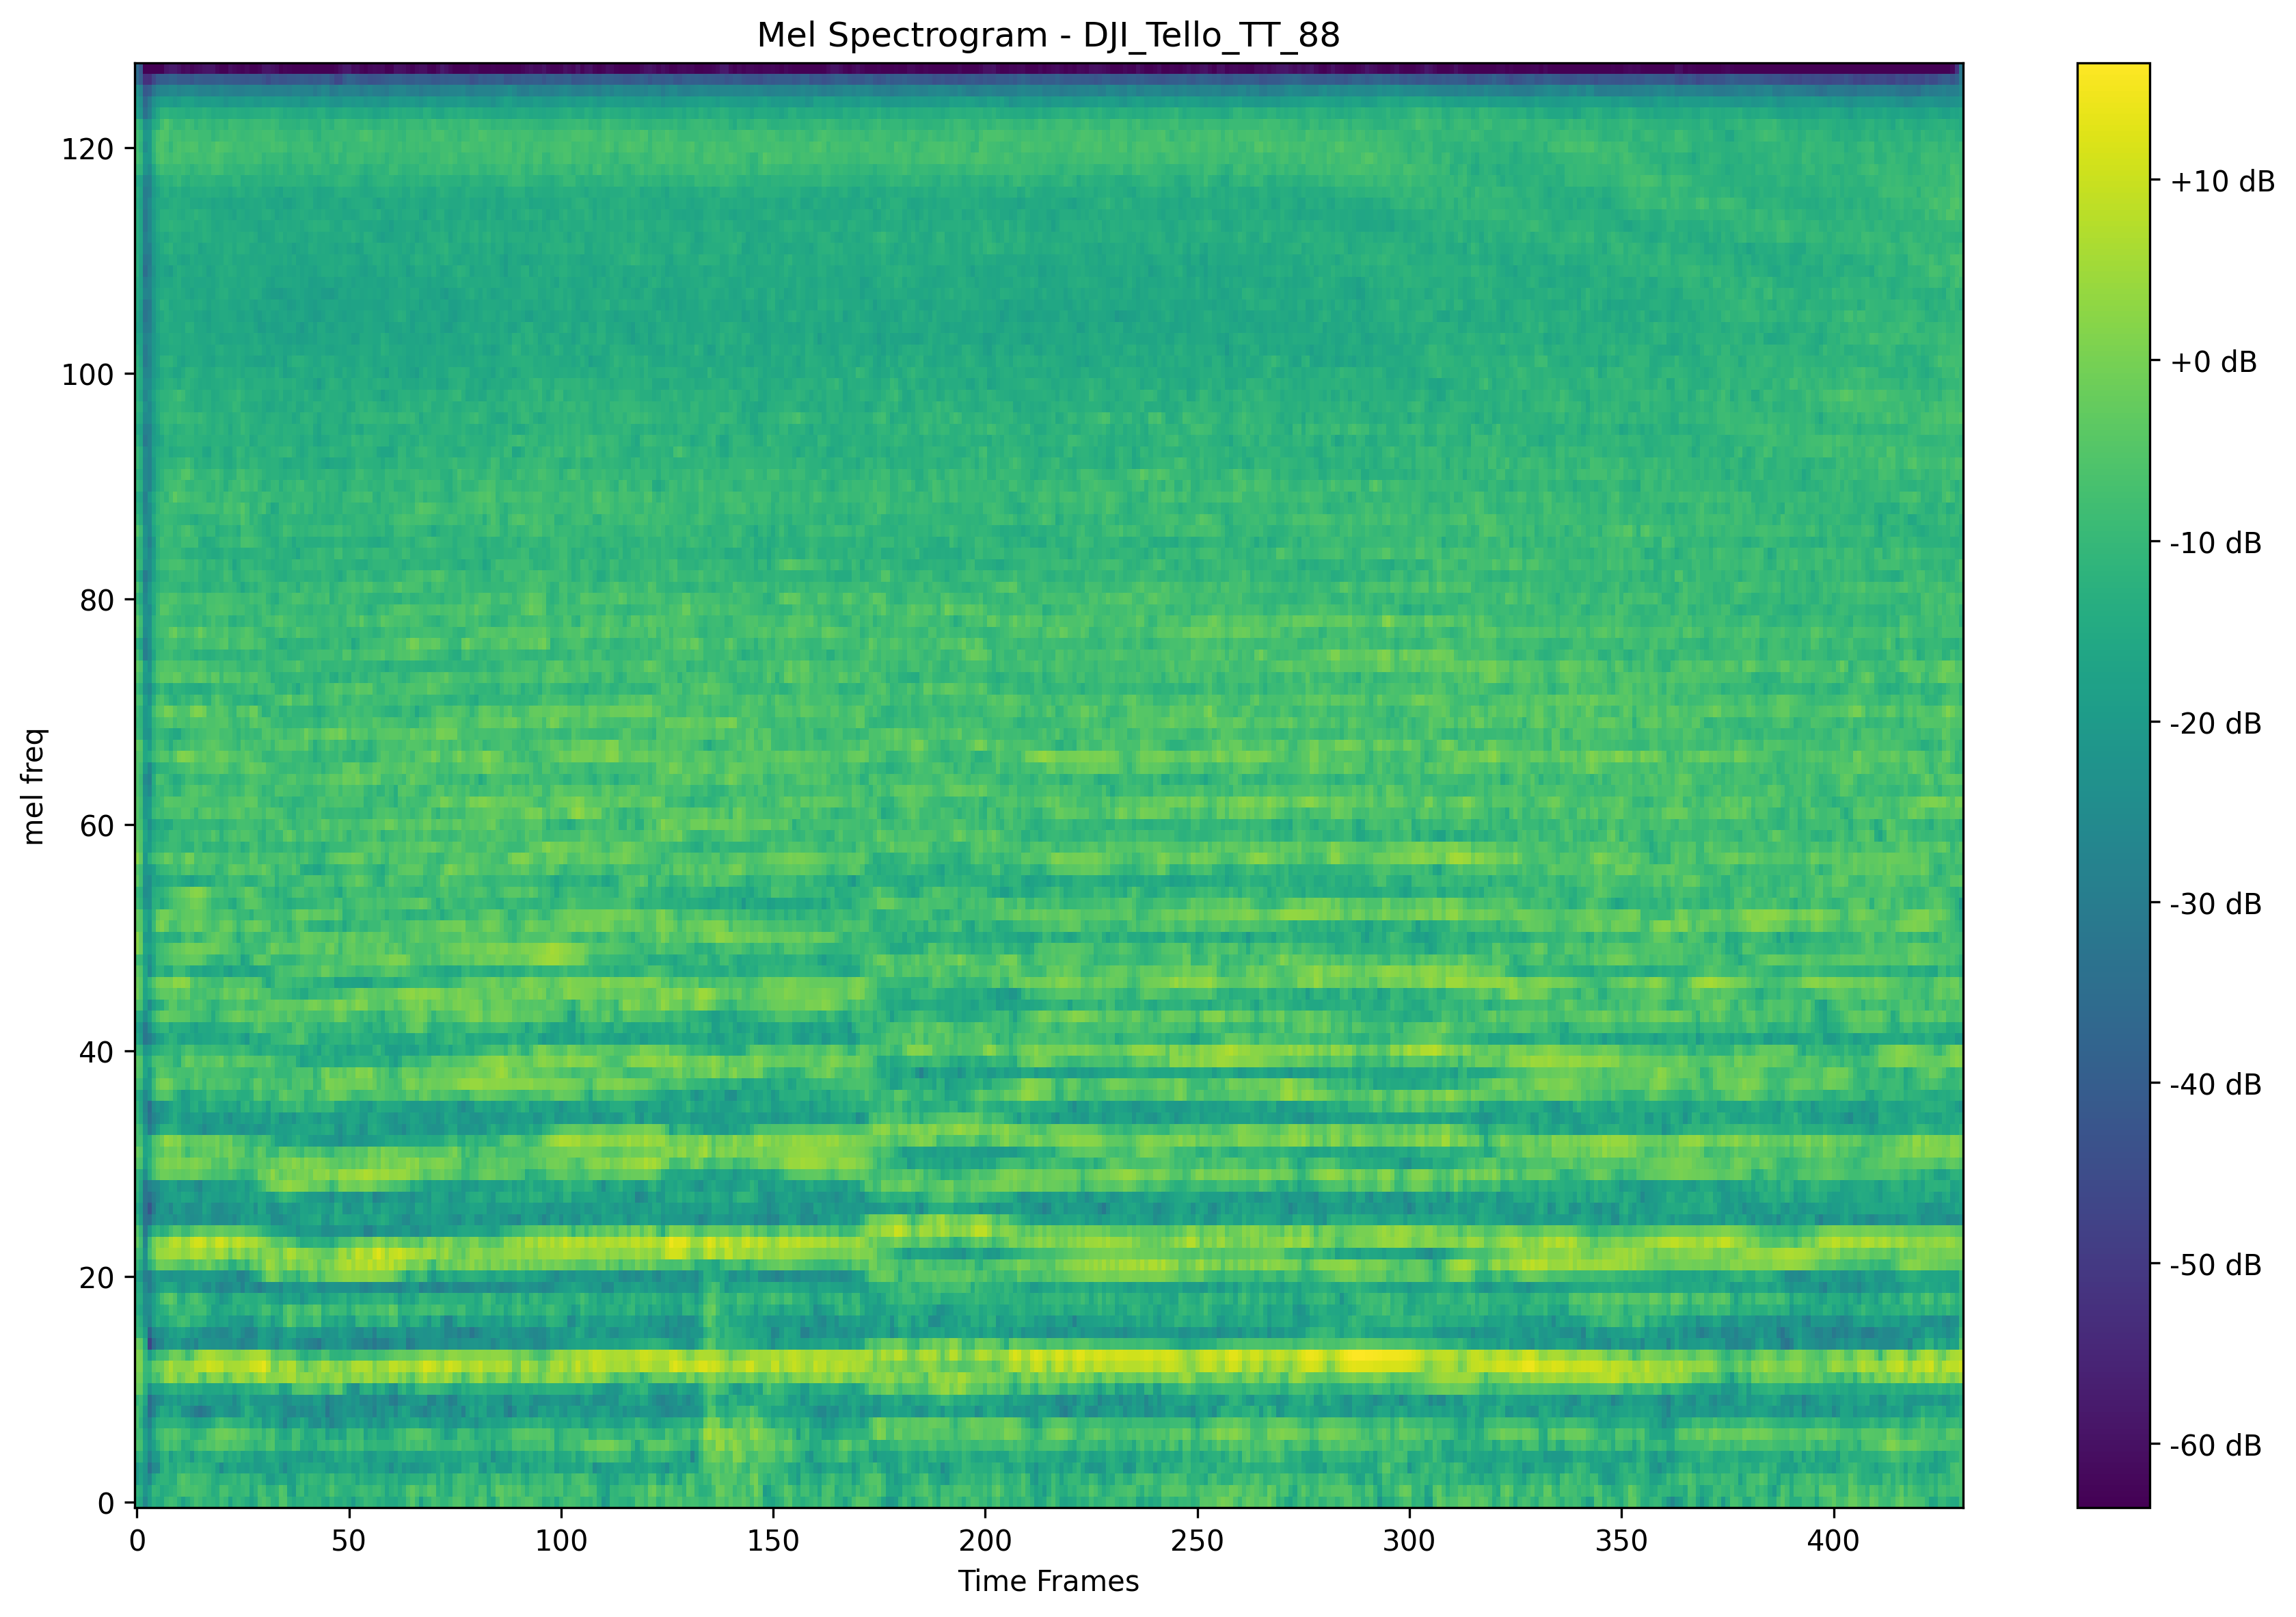 Mel Spectrogram - DJI_Tello_TT_88
120
100
80
60
40
20
0
mel freq
0 50 100 150 200 250 300 350 400
Time Frames
+10 dB
+0 dB
-10 dB
-20 dB
-30 dB
-40 dB
-50 dB
-60 dB